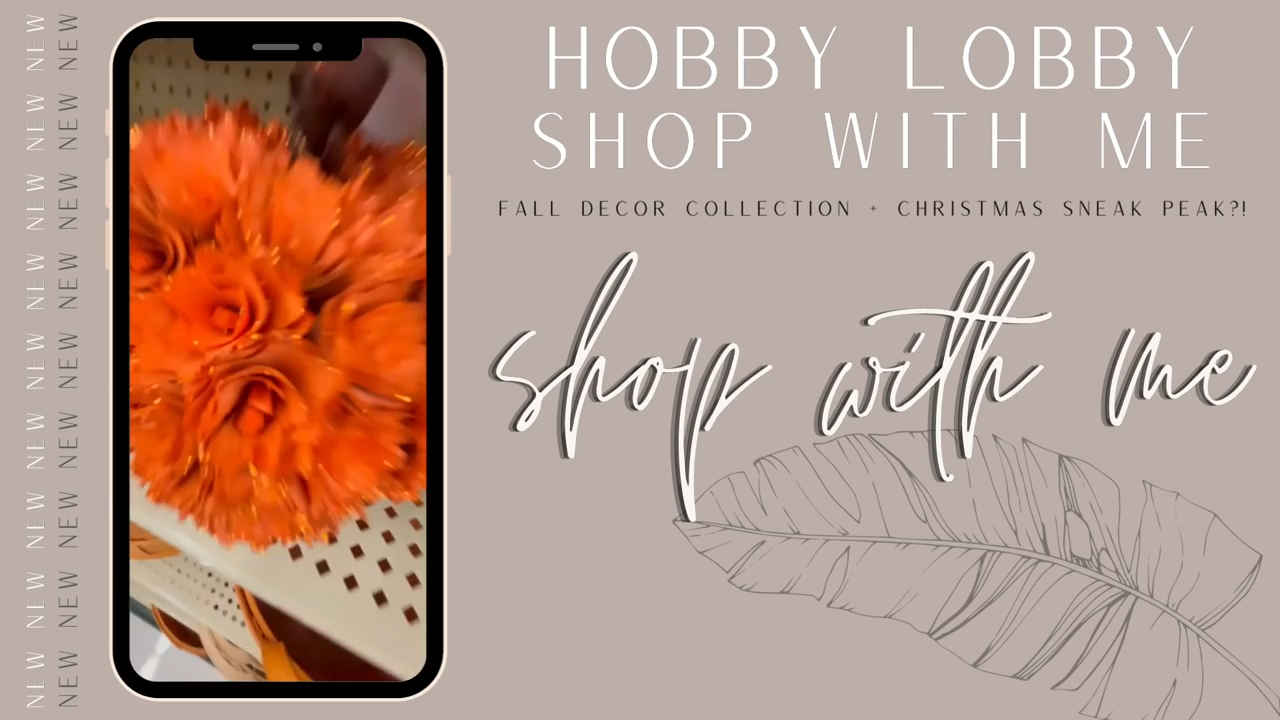 NEW NEW NEW NEW NEW NEW NEW NEW NEW
NEW NEW NEW NEW NEW NEW NEW NEW NEW
HOBBY LOBBY
SHOP WITH ME
FALL DECOR COLLECTION + CHRISTMAS SNEAK PEAK?!
shop with me